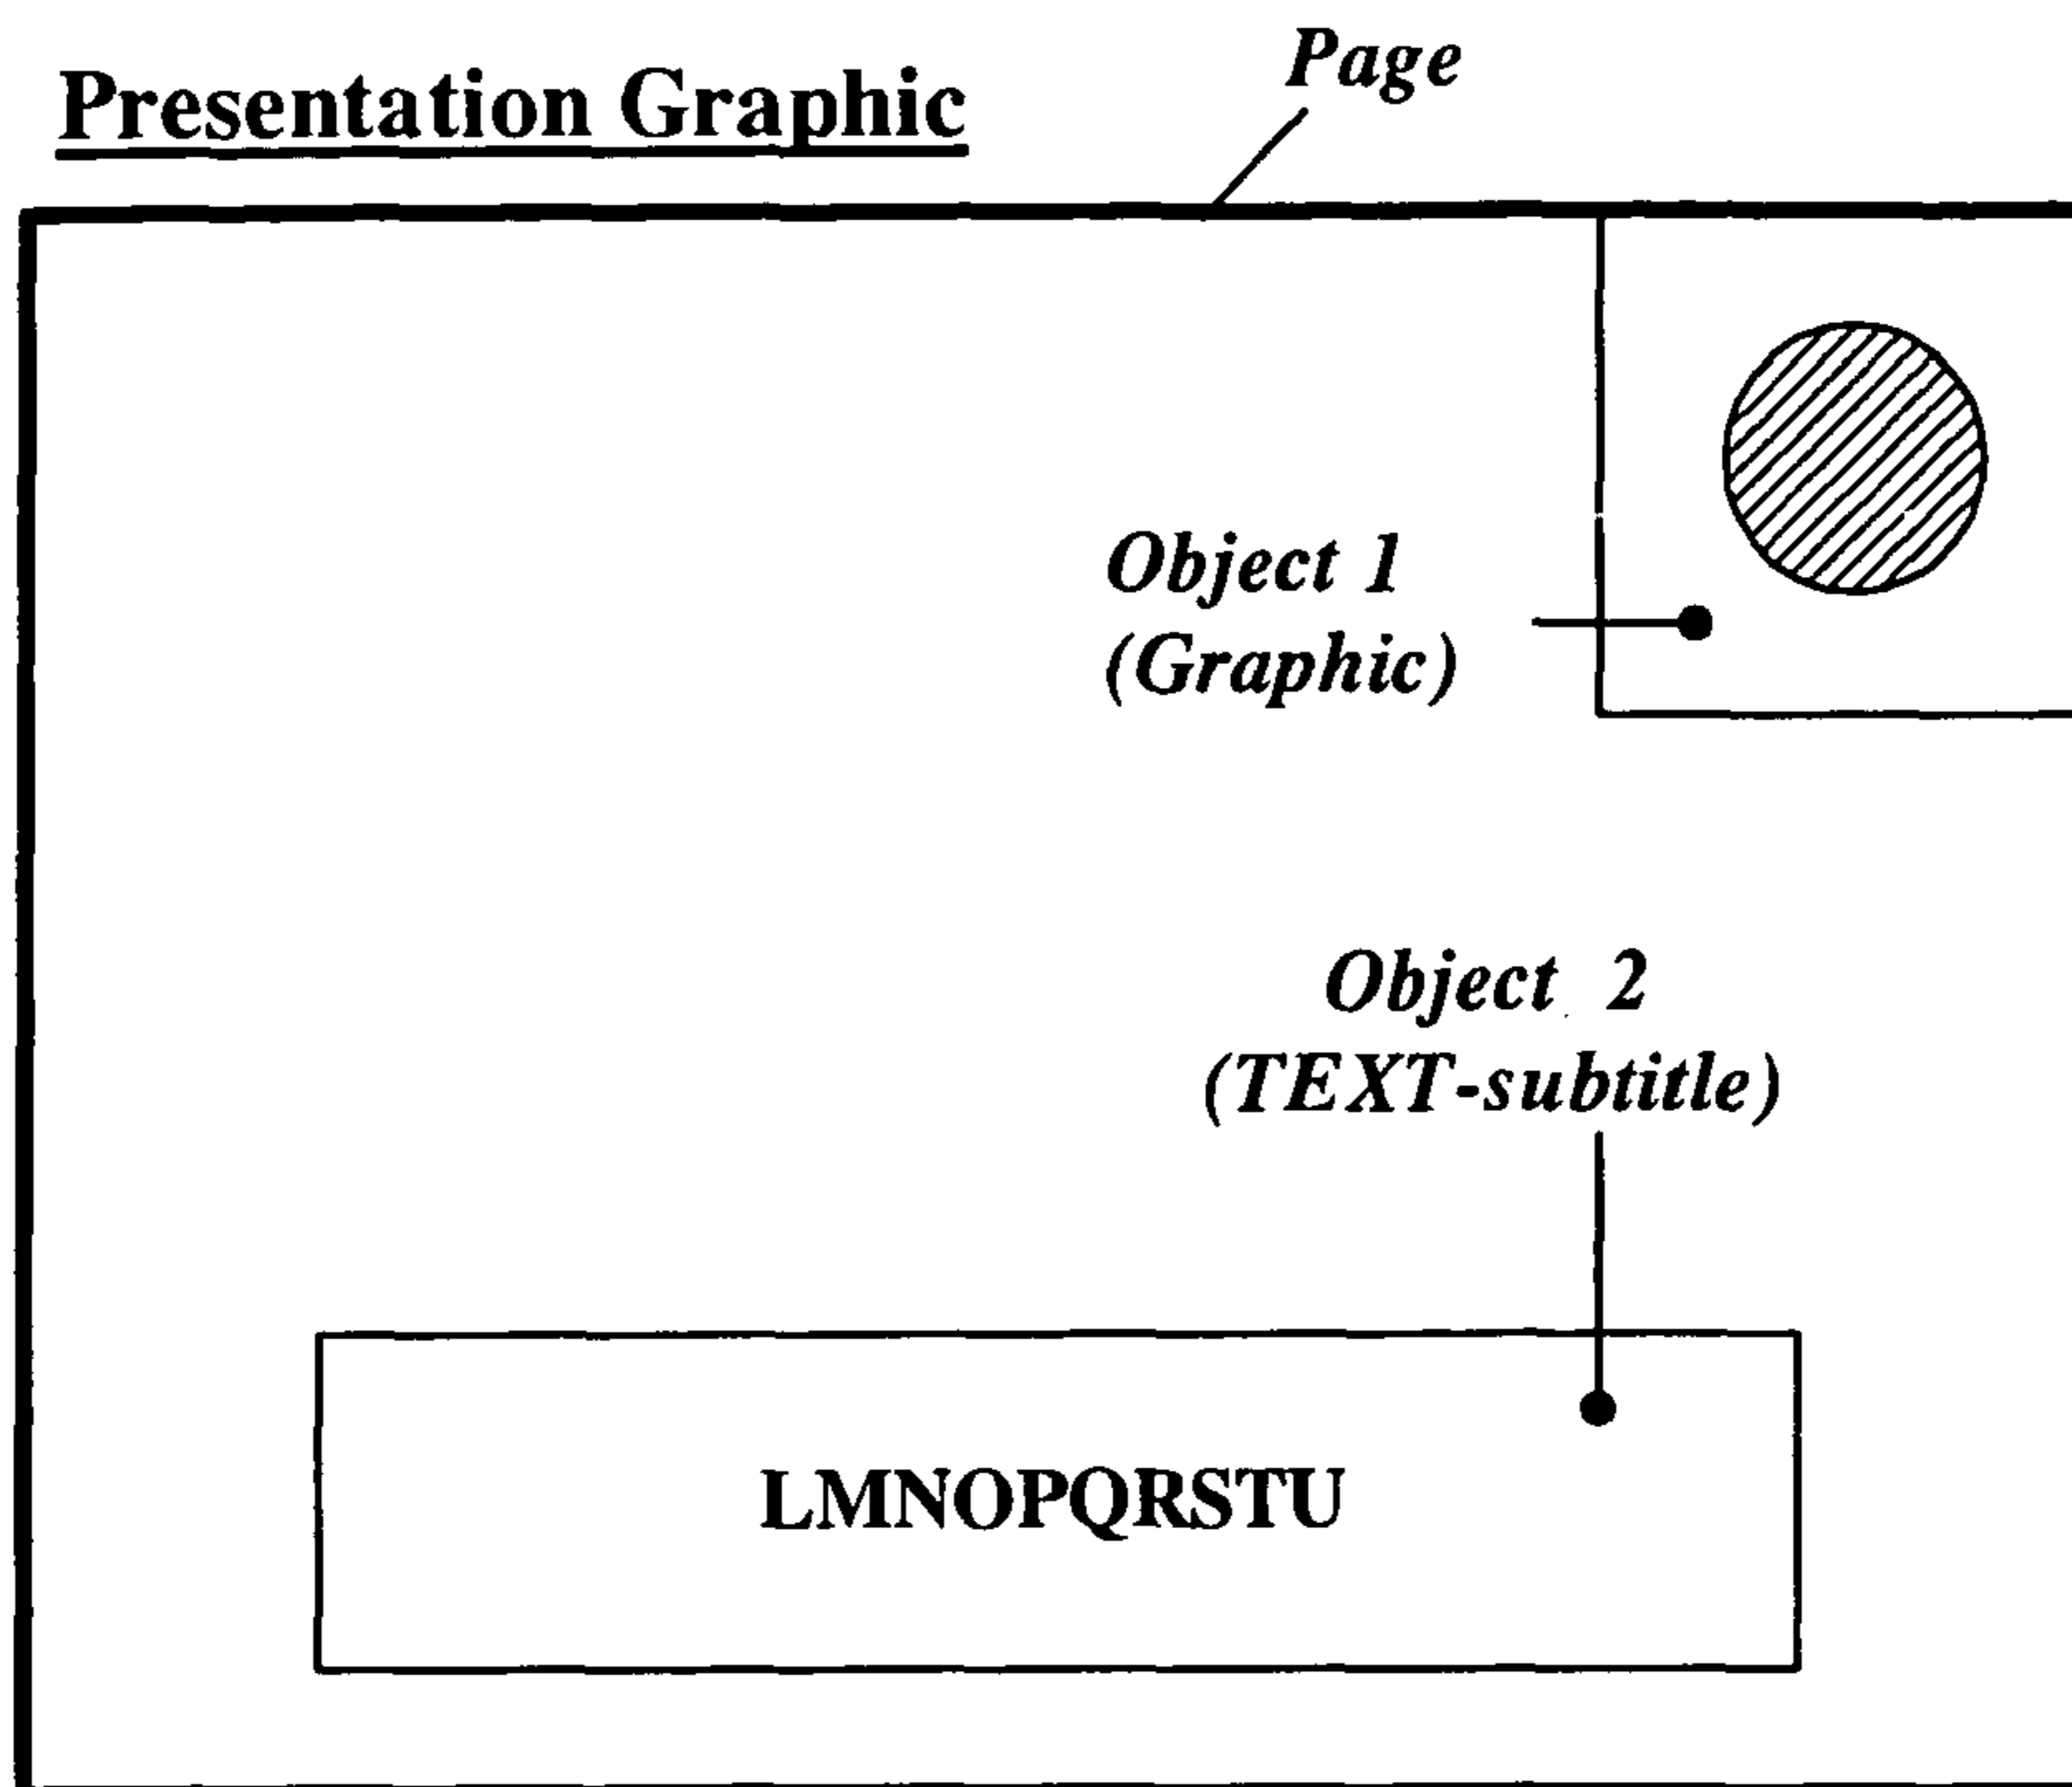 Presentation Graphic
Page
Object 1
(Graphic)
Object 2
(TEXT-subtitle)
LMNOPQRSTU